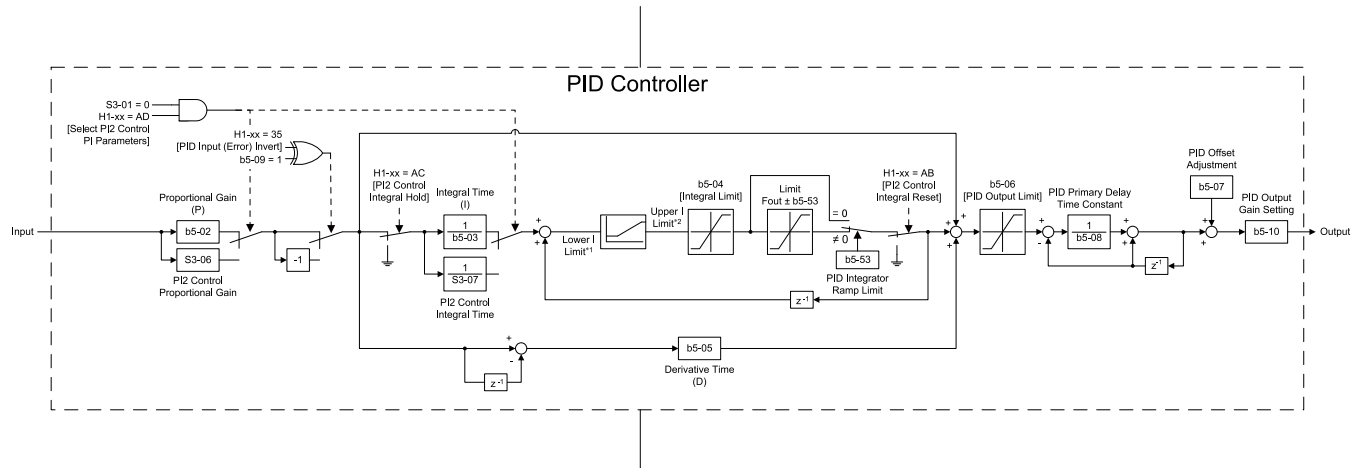 PID Controller
S3-01 = 0
H1-xx = AD
[Select PI2 Control
PI Parameters]
H1-xx = 35
[PID Input (Error) Invert]
b5-09 = 1
Proportional Gain
(P)
Input
b5-02
S3-06
PI2 Control
Proportional Gain
-1
H1-xx = AC
[PI2 Control
Integral Hold]
Integral Time
(I)
1
b5-03
1
S3-07
PI2 Control
Integral Time
+
+
Lower I
Limit*1
Upper I
Limit*2
b5-04
[Integral Limit]
Limit
Fout ± b5-53
= 0
≠ 0
b5-53
PID Integrator
Ramp Limit
H1-xx = AB
[PI2 Control
Integral Reset]
z -1
+
-
z -1
b5-05
Derivative Time
(D)
+
+
+
b5-06
[PID Output Limit]
+
-
PID Primary Delay
Time Constant
1
b5-08
+
+
z -1
PID Offset
Adjustment
b5-07
+
+
PID Output
Gain Setting
b5-10
Output